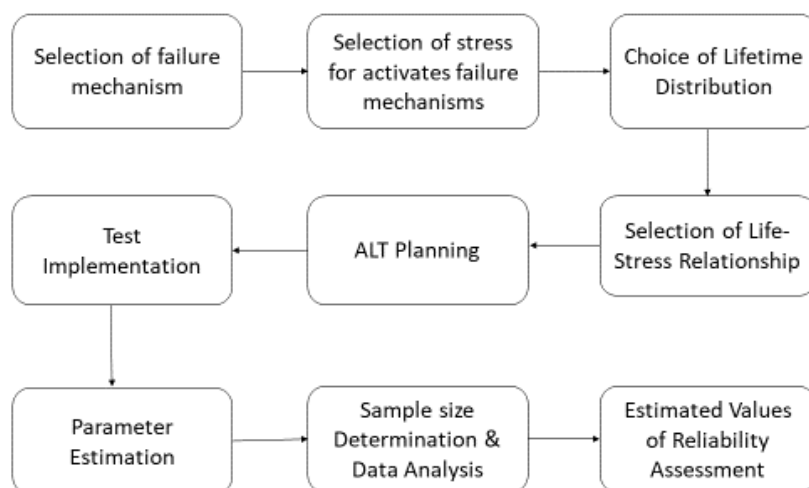 Selection of failure
mechanism
Selection of stress
for activates failure
mechanisms
Choice of Lifetime
Distribution
Selection of Life-
Stress Relationship
ALT Planning
Test
Implementation
Parameter
Estimation
Sample size
Determination &
Data Analysis
Estimated Values
of Reliability
Assessment